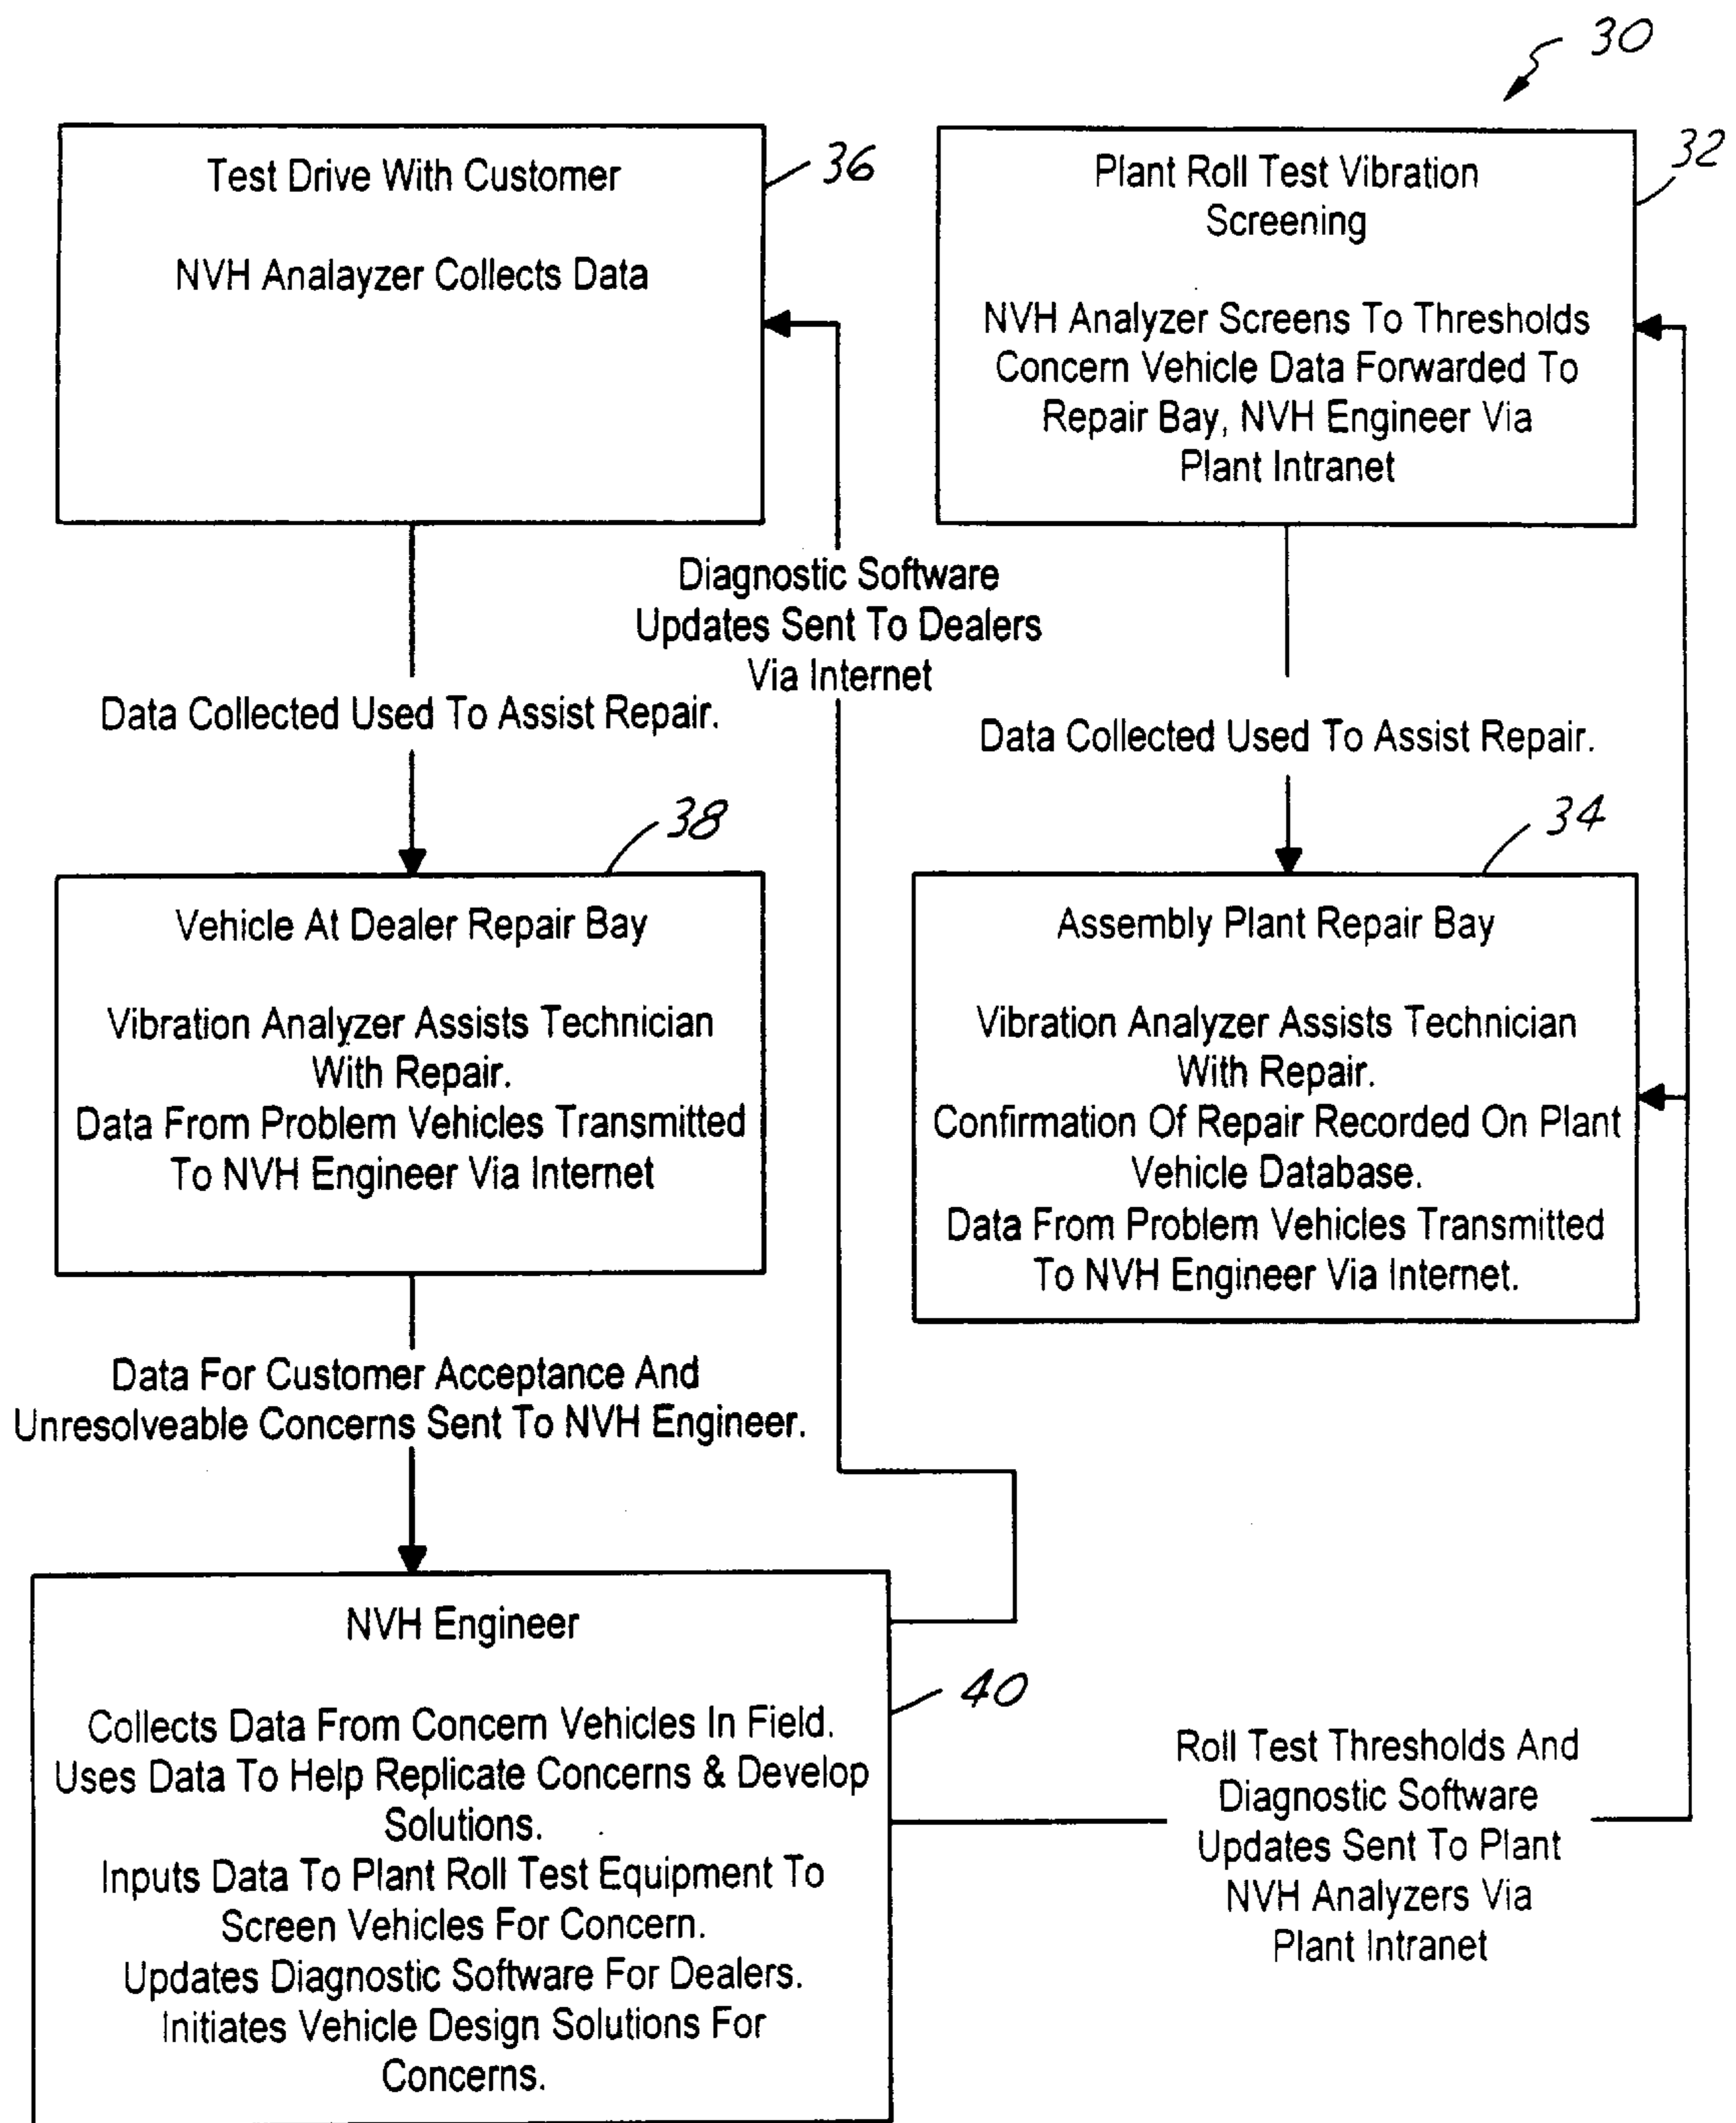 30
Test Drive With Customer
NVH Analayzer Collects Data
36
Plant Roll Test Vibration
Screening
NVH Analyzer Screens To Thresholds
Concern Vehicle Data Forwarded To
Repair Bay, NVH Engineer Via
Plant Intranet
32
Diagnostic Software
Updates Sent To Dealers
Via Internet
Data Collected Used To Assist Repair.
Data Collected Used To Assist Repair.
38
Vehicle At Dealer Repair Bay
Vibration Analyzer Assists Technician
With Repair.
Data From Problem Vehicles Transmitted
To NVH Engineer Via Internet
34
Assembly Plant Repair Bay
Vibration Analyzer Assists Technician
With Repair.
Confirmation Of Repair Recorded On Plant
Vehicle Database.
Data From Problem Vehicles Transmitted
To NVH Engineer Via Internet.
Data For Customer Acceptance And
Unresolveable Concerns Sent To NVH Engineer.
NVH Engineer
Collects Data From Concern Vehicles In Field.
Uses Data To Help Replicate Concerns & Develop
Solutions.
Inputs Data To Plant Roll Test Equipment To
Screen Vehicles For Concern.
Updates Diagnostic Software For Dealers.
Initiates Vehicle Design Solutions For
Concerns.
40
Roll Test Thresholds And
Diagnostic Software
Updates Sent To Plant
NVH Analyzers Via
Plant Intranet